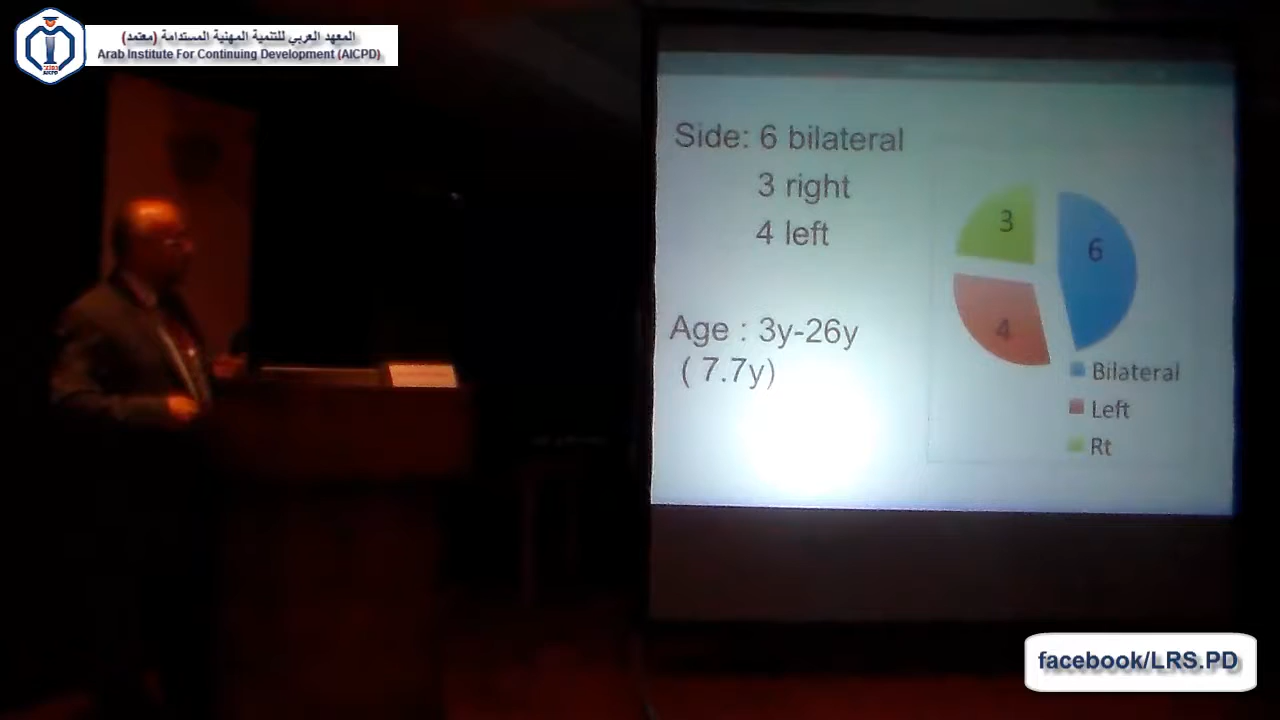 المعهد العربي للتنمية المهنية المستدامة (معتمد)
Arab Institute For Continuing Development (AICPD)
AICPD
Side: 6 bilateral
3 right
4 left
Age : 3y-26y
( 7.7y)
3
6
4
Bilateral
Left
Rt
facebook/LRS.PD